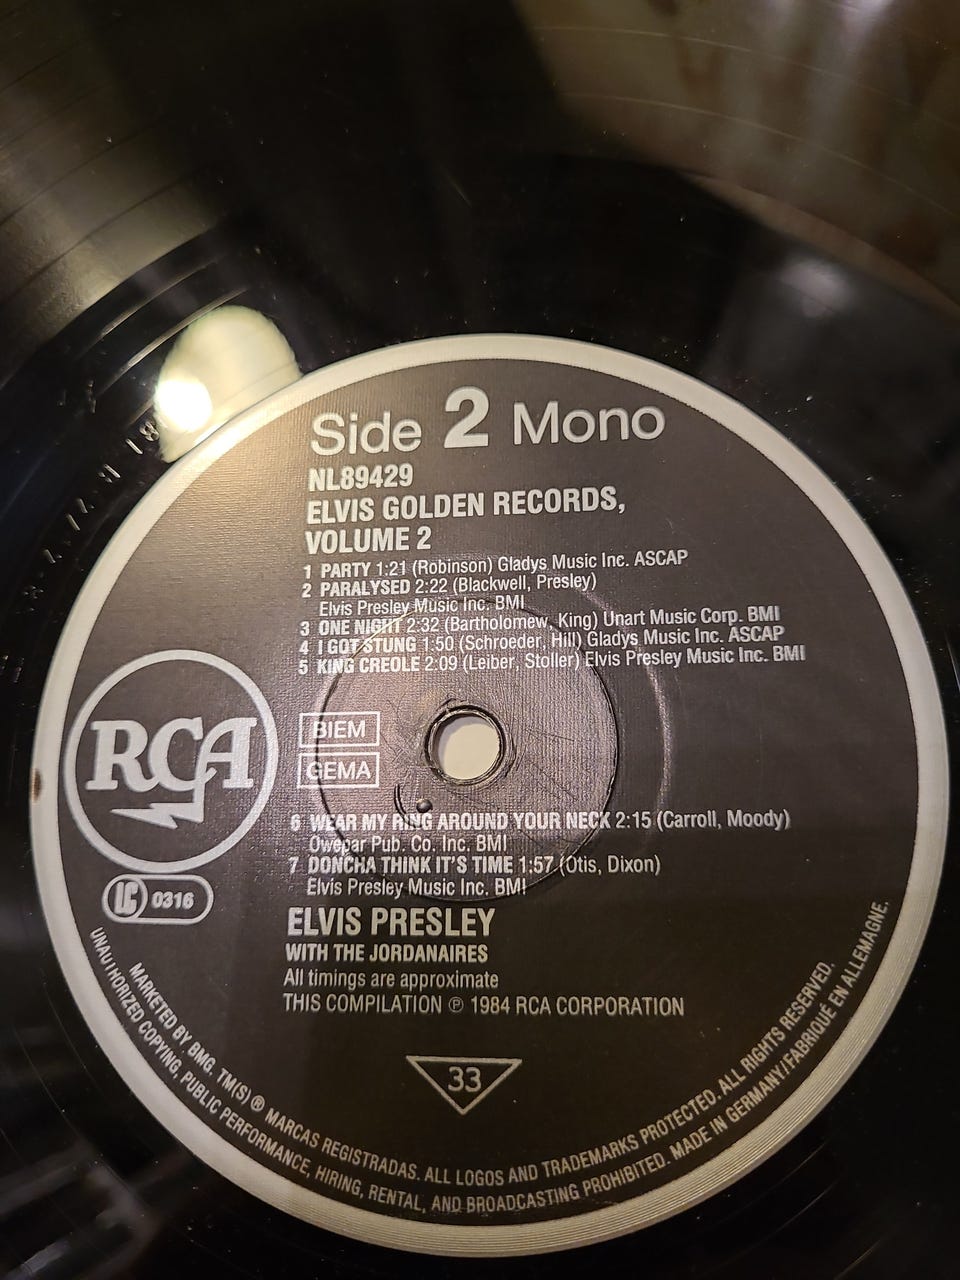 Side 2 Mono
NL89429
ELVIS GOLDEN RECORDS,
VOLUME 2
1 PARTY 1:21 (Robinson) Gladys Music Inc. ASCAP
2 PARALYSED 2:22 (Blackwell, Presley)
Elvis Presley Music Inc. BMI
3 ONE NIGHT 2:32 (Bartholomew, King) Unart Music Corp. BMI
4 I GOT STUNG 1:50 (Schroeder, Hill) Gladys Music Inc. ASCAP
5 KING CREOLE 2:09 (Leiber, Stoller) Elvis Presley Music Inc. BMI
RCA
BIEM
GEMA
6 WEAR MY RING AROUND YOUR NECK 2:15 (Carroll, Moody)
Owepar Pub. Co. Inc. BMI
7 DONCHA THINK IT'S TIME 1:57 (Otis, Dixon)
Elvis Presley Music Inc. BMI
LC 0316
ELVIS PRESLEY
WITH THE JORDANAIRES
All timings are approximate
THIS COMPILATION ℗ 1984 RCA CORPORATION
33
MARKETED BY BMG. TM(S) ® MARCAS REGISTRADAS. ALL LOGOS AND TRADEMARKS PROTECTED. ALL RIGHTS RESERVED.
UNAUTHORIZED COPYING, PUBLIC PERFORMANCE, HIRING, RENTAL, AND BROADCASTING PROHIBITED. MADE IN GERMANY/FABRIQUÉ EN ALLEMAGNE.